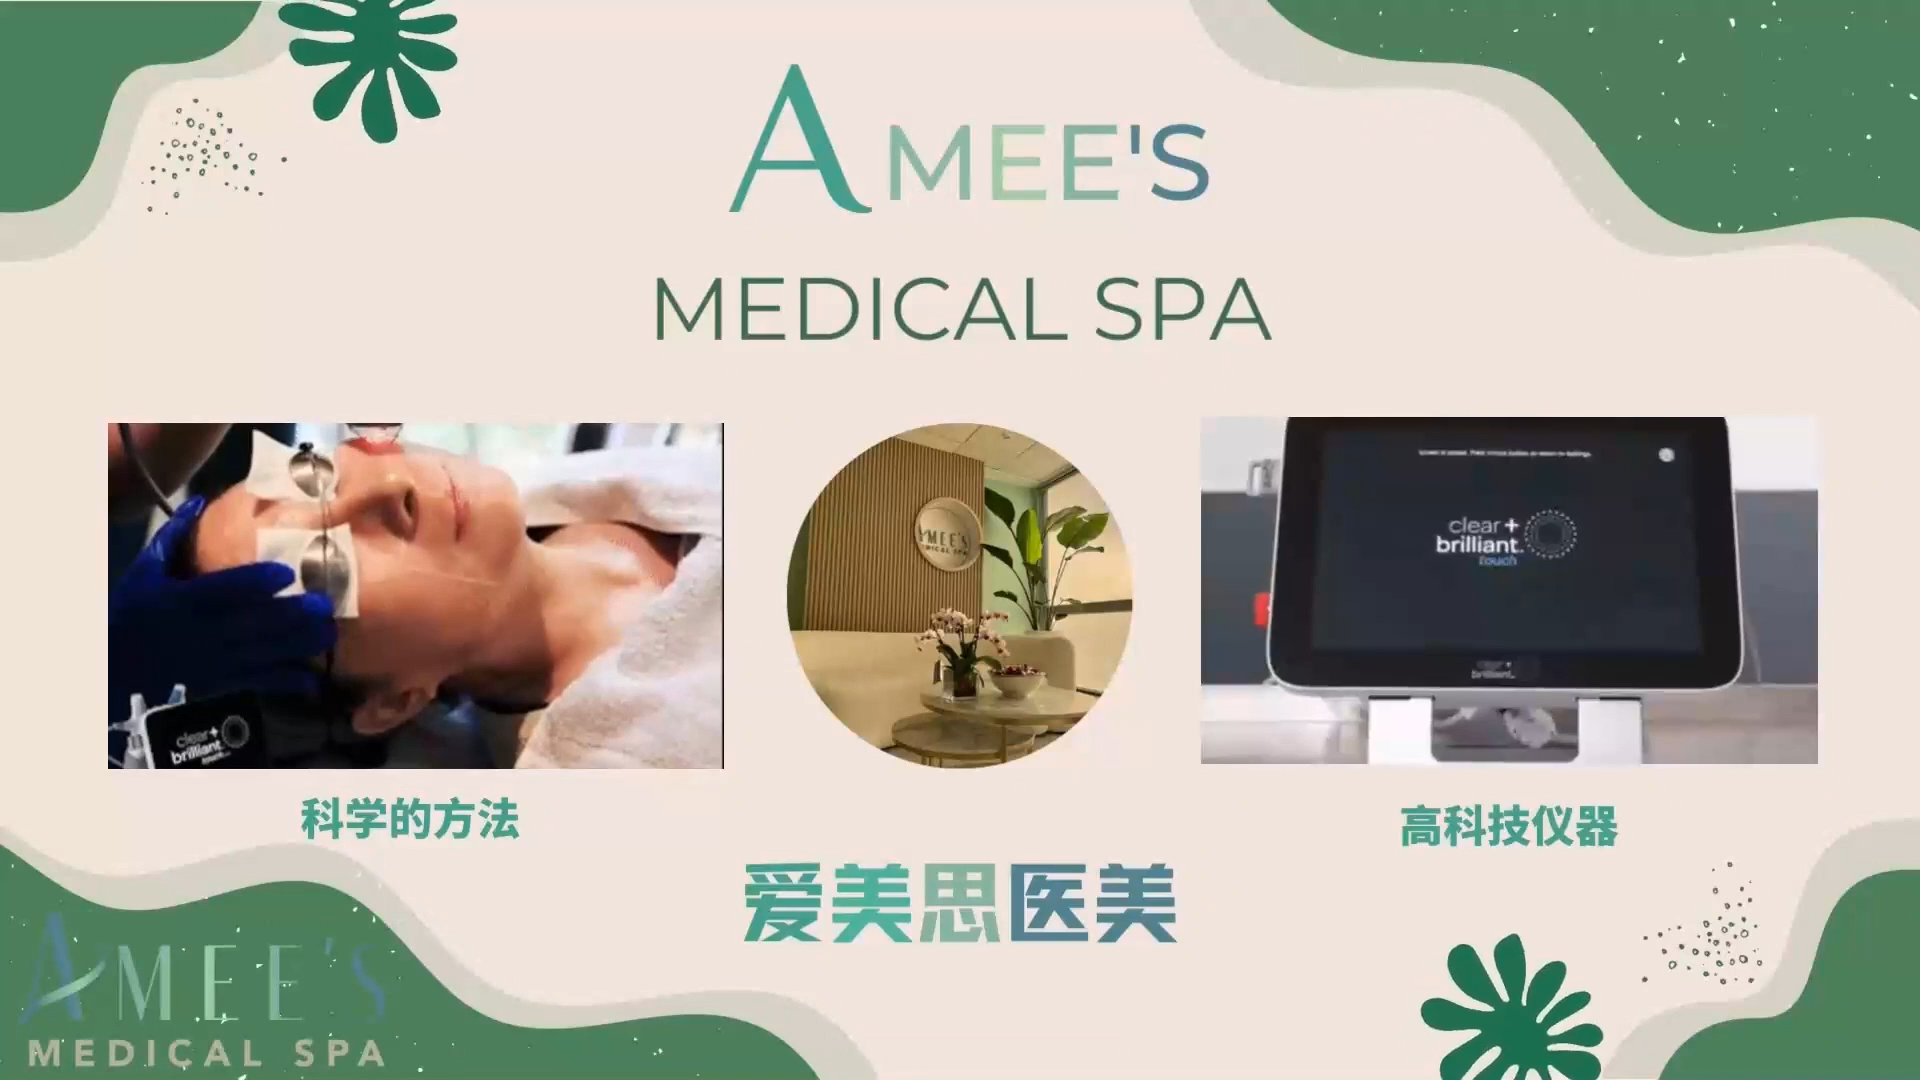 AMEE'S
MEDICAL SPA
AMEE'S
MEDICAL SPA
clear+
brilliant.
touch
clear+
brilliant.
clear+
brilliant
touch
科学的方法
高科技仪器
爱美思医美
AMEE'S
MEDICAL SPA